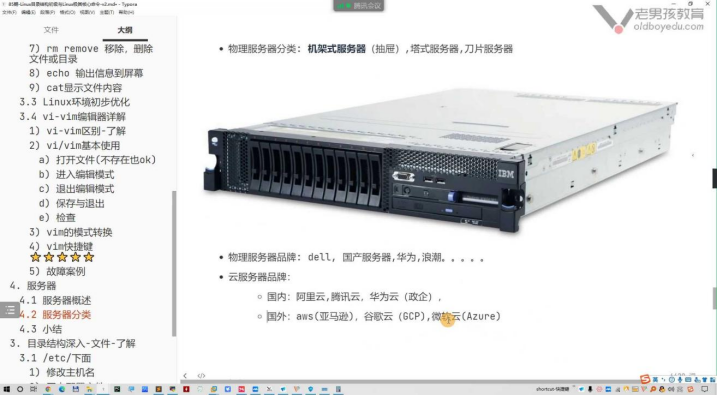 01期-Linux目录结构初级与Linux极其核心命令-v2.md - Typora
文件(F) 编辑(E) 段落(P) 格式(O) 视图(V) 主题(T) 帮助(H)
腾讯会议
老男孩教育
oldboyedu.com
文件
大纲
7) rm remove 移除, 删除
文件或目录
8) echo 输出信息到屏幕
9) cat显示文件内容
3.3 Linux环境初步优化
3.4 vi-vim编辑器详解
1) vi-vim区别-了解
2) vi/vim基本使用
a) 打开文件(不存在也ok)
b) 进入编辑模式
c) 退出编辑模式
d) 保存与退出
e) 检查
3) vim的模式转换
4) vim快捷键
5) 故障案例
4. 服务器
4.1 服务器概述
4.2 服务器分类
4.3 小结
3. 目录结构深入-文件-了解
3.1 /etc/下面
1) 修改主机名
物理服务器分类: 机架式服务器 (抽屉) ,塔式服务器,刀片服务器
IBM
物理服务器品牌: dell, 国产服务器,华为,浪潮。。。。。
云服务器品牌:
国内: 阿里云,腾讯云, 华为云 (政企) ,
国外: aws(亚马逊), 谷歌云 (GCP),微软云(Azure)